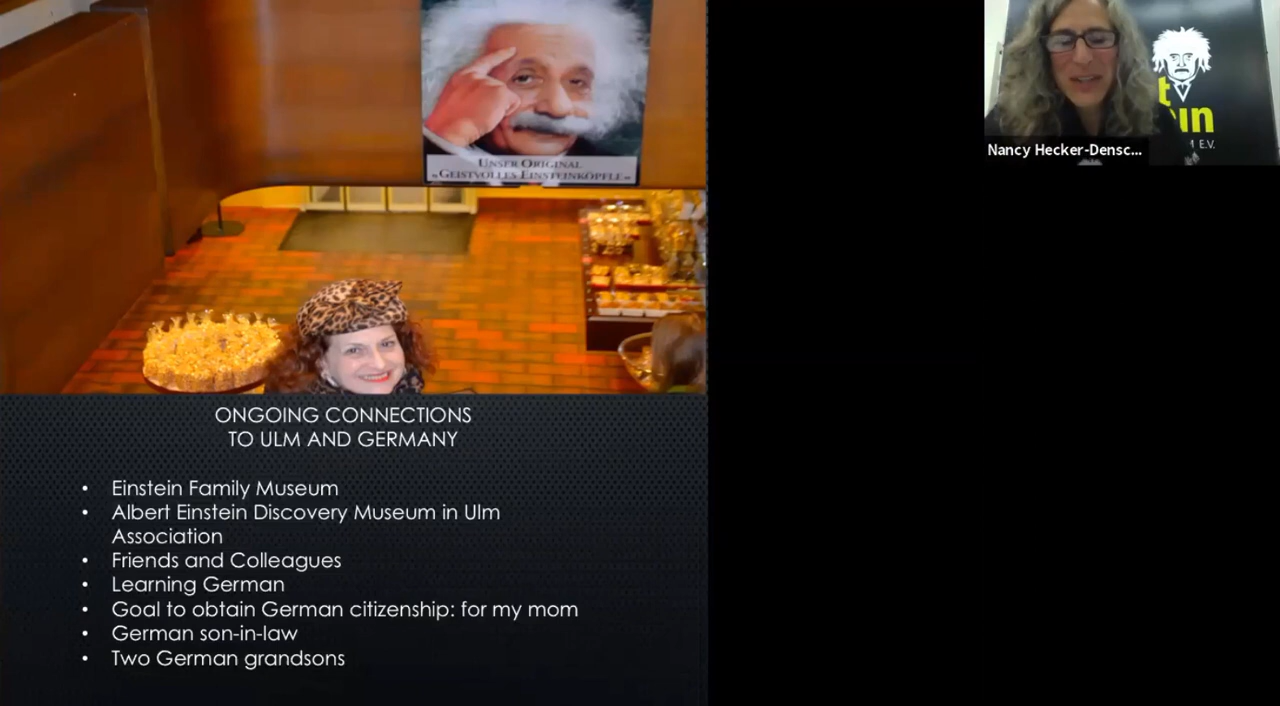 UNSER ORIGINAL
»GEISTVOLLES EINSTEINKÖPFLE«
ONGOING CONNECTIONS
TO ULM AND GERMANY
• Einstein Family Museum
• Albert Einstein Discovery Museum in Ulm
Association
• Friends and Colleagues
• Learning German
• Goal to obtain German citizenship: for my mom
• German son-in-law
• Two German grandsons
Nancy Hecker-Densc...
E.V.